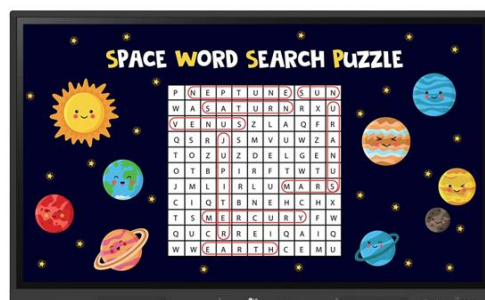 SPACE WORD SEARCH PUZZLE
P N E P T U N E S U N
W A S A T U R N R X U
V E N U S Z L A Q F R
Q S R J S M V U W Z A
T O Z U Z D E L G E N
O T B P I R F T W T U
J M L I R L U M A R S
C I Q T B N E H C H X
T S M E R C U R Y F W
Q U C R R E I Q A I Q
W W E A R T H C E M U